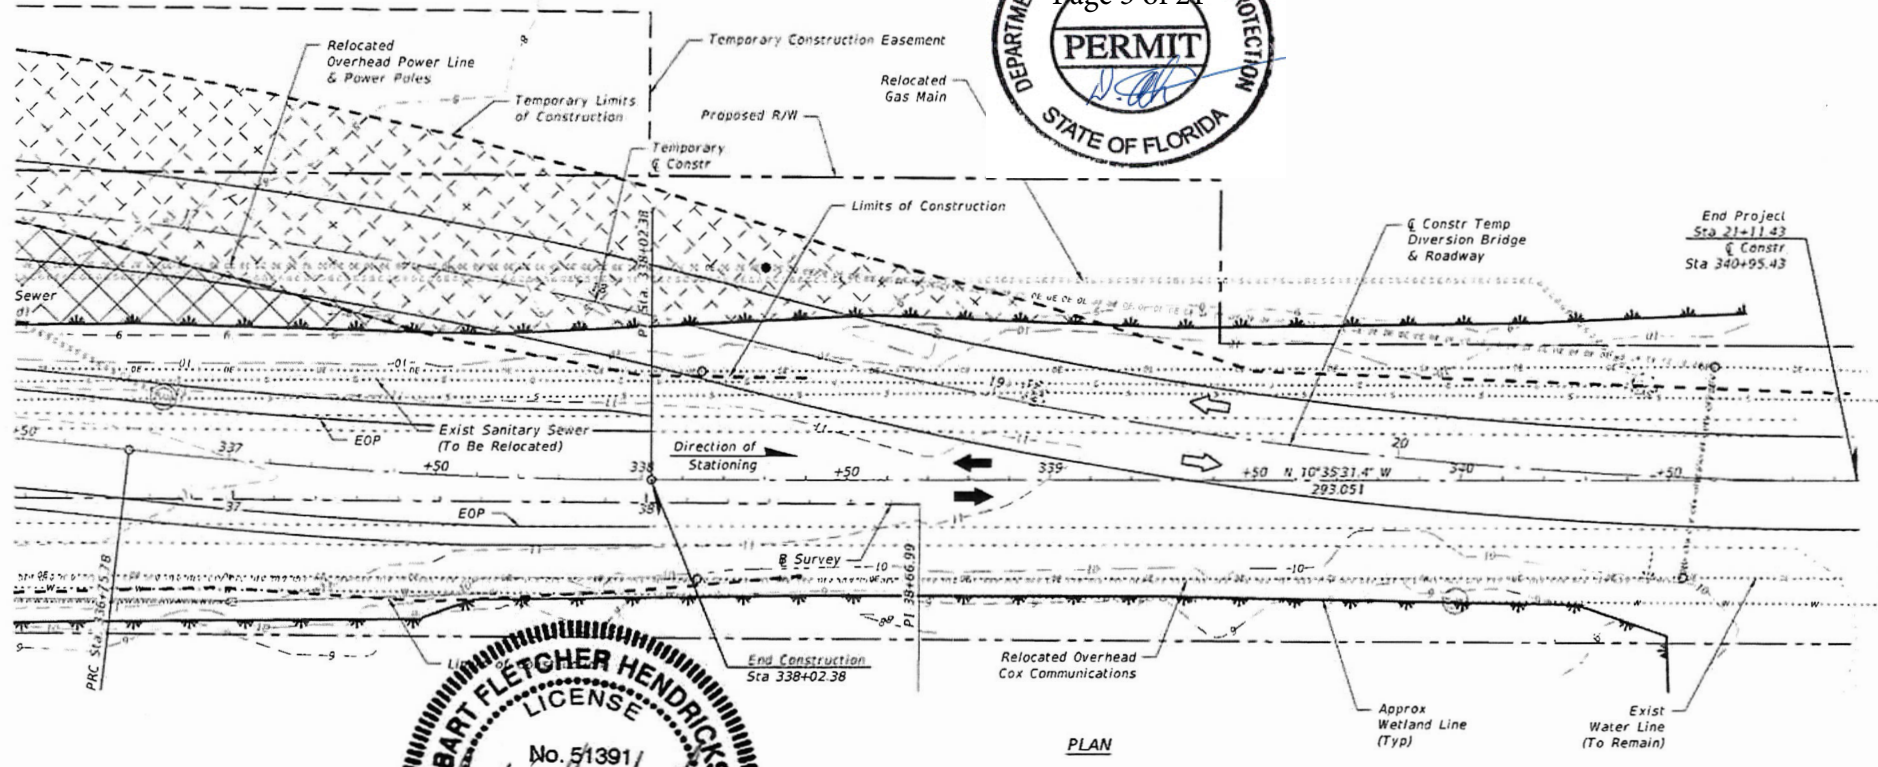 Page 5 of 21
PERMIT
STATE OF FLORIDA
Relocated
Overhead Power Line
& Power Poles
Temporary Construction Easement
Relocated
Gas Main
Temporary Limits
of Construction
Proposed R/W
Temporary
℄ Constr
Limits of Construction
℄ Constr Temp
Diversion Bridge
& Roadway
End Project
Sta 21+11.43
℄ Constr
Sta 340+95.43
Sewer
17
19
20
EOP
Exist Sanitary Sewer
(To Be Relocated)
Direction of
Stationing
+50
337
+50
338
+50
339
+50
N 10°35'31.4" W
340
+50
293.051
37
38
EOP
B Survey
PRC Sta. 336+75.78
Sta. 338+02.38
PI 38+66.99
End Construction
Sta 338+02.38
Relocated Overhead
Cox Communications
Approx
Wetland Line
(Typ)
Exist
Water Line
(To Remain)
FLETCHER HENDRICKS
LICENSE
No. 51391
PLAN